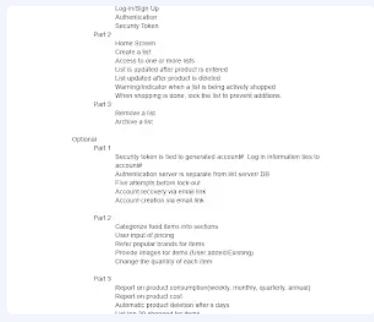 Log-in/Sign Up
Authentication
Security Token
Part 2
Home Screen
Create a list
Access to one or more lists
List is updated after product is entered
List updated after product is deleted
Warning/indicator when a list is being actively shopped
When shopping is done, lock the list to prevent additions.
Part 3
Remove a list
Archive a list
Optional
Part 1
Security token is tied to generated account# Log in information ties to
account#
Authentication server is separate from list server/ DB
Five attempts before lock-out
Account recovery via email link
Account creation via email link
Part 2
Categorize food items into sections
User input of pricing
Refer popular brands for items
Provide images for items (User added/Existing)
Change the quantity of each item
Part 3
Report on product consumption(weekly, monthly, quarterly, annual)
Report on product cost
Automatic product deletion after x days
List top 20 shopped for items